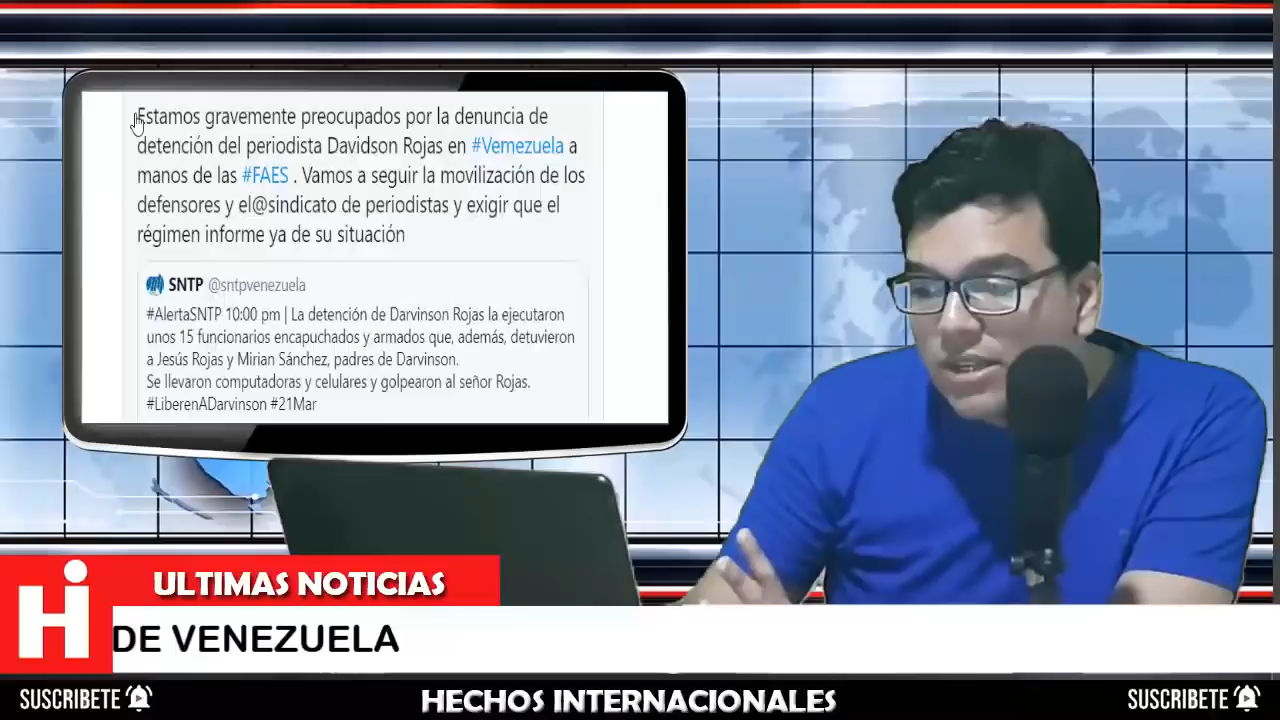 Estamos gravemente preocupados por la denuncia de
detención del periodista Davidson Rojas en #Vemezuela a
manos de las #FAES . Vamos a seguir la movilización de los
defensores y el@sindicato de periodistas y exigir que el
régimen informe ya de su situación
SNTP @sntpvenezuela
#AlertaSNTP 10:00 pm | La detención de Darvinson Rojas la ejecutaron
unos 15 funcionarios encapuchados y armados que, además, detuvieron
a Jesús Rojas y Mirian Sánchez, padres de Darvinson.
Se llevaron computadoras y celulares y golpearon al señor Rojas.
#LiberenADarvinson #21Mar
Hi
ULTIMAS NOTICIAS
DE VENEZUELA
SUSCRIBETE
HECHOS INTERNACIONALES
SUSCRIBETE